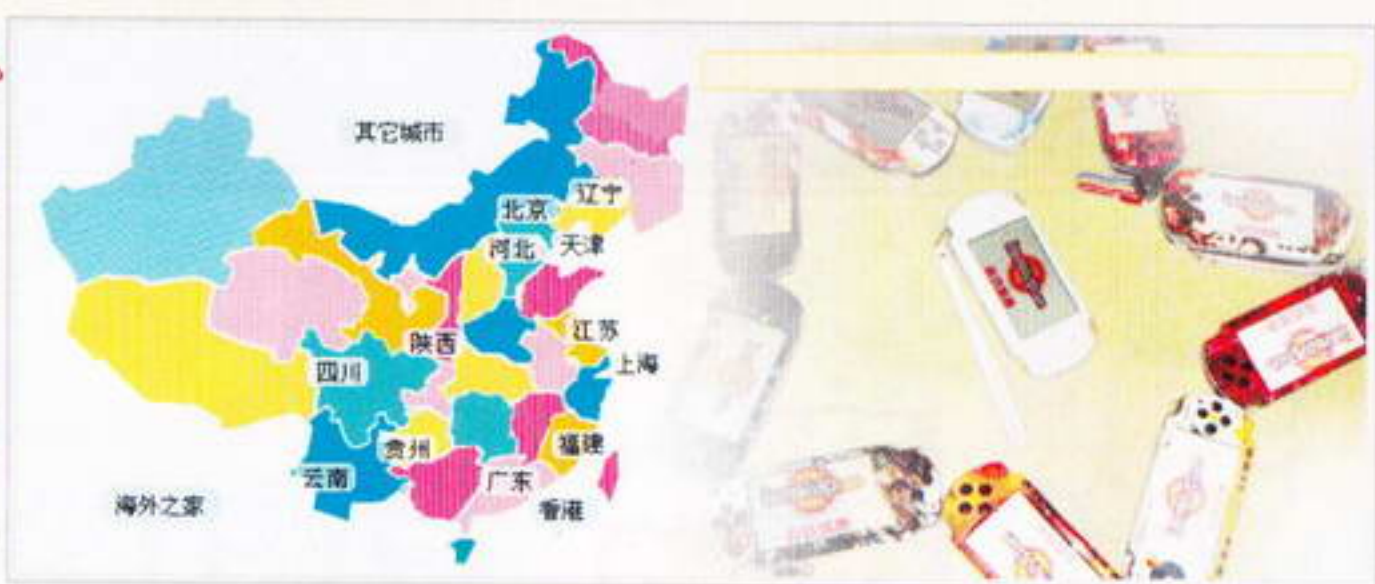 其它城市
辽宁
北京
河北 天津
江苏
陕西
上海
四川
贵州
福建
云南
广东
海外之家
香港